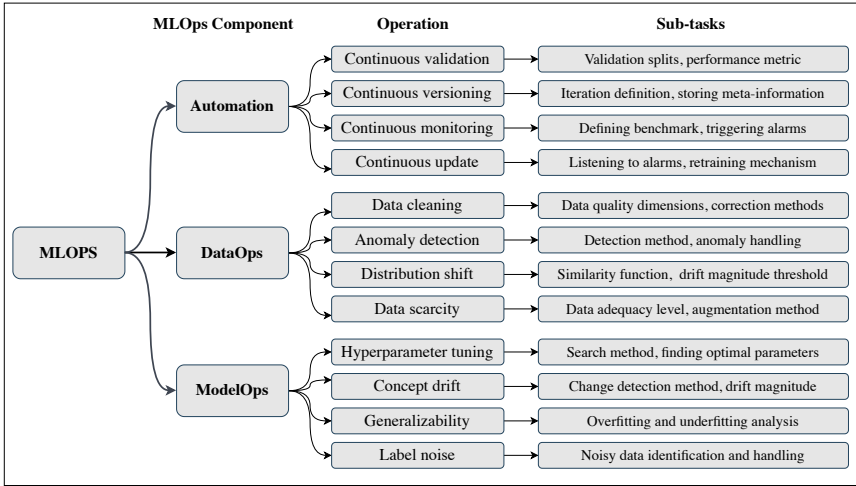 MLOps Component Operation Sub-tasks
Continuous validation Validation splits, performance metric
Continuous versioning Iteration definition, storing meta-information
Automation
Continuous monitoring Defining benchmark, triggering alarms
Continuous update Listening to alarms, retraining mechanism
Data cleaning Data quality dimensions, correction methods
Anomaly detection Detection method, anomaly handling
MLOPS DataOps
Distribution shift Similarity function, drift magnitude threshold
Data scarcity Data adequacy level, augmentation method
Hyperparameter tuning Search method, finding optimal parameters
Concept drift Change detection method, drift magnitude
ModelOps
Generalizability Overfitting and underfitting analysis
Label noise Noisy data identification and handling